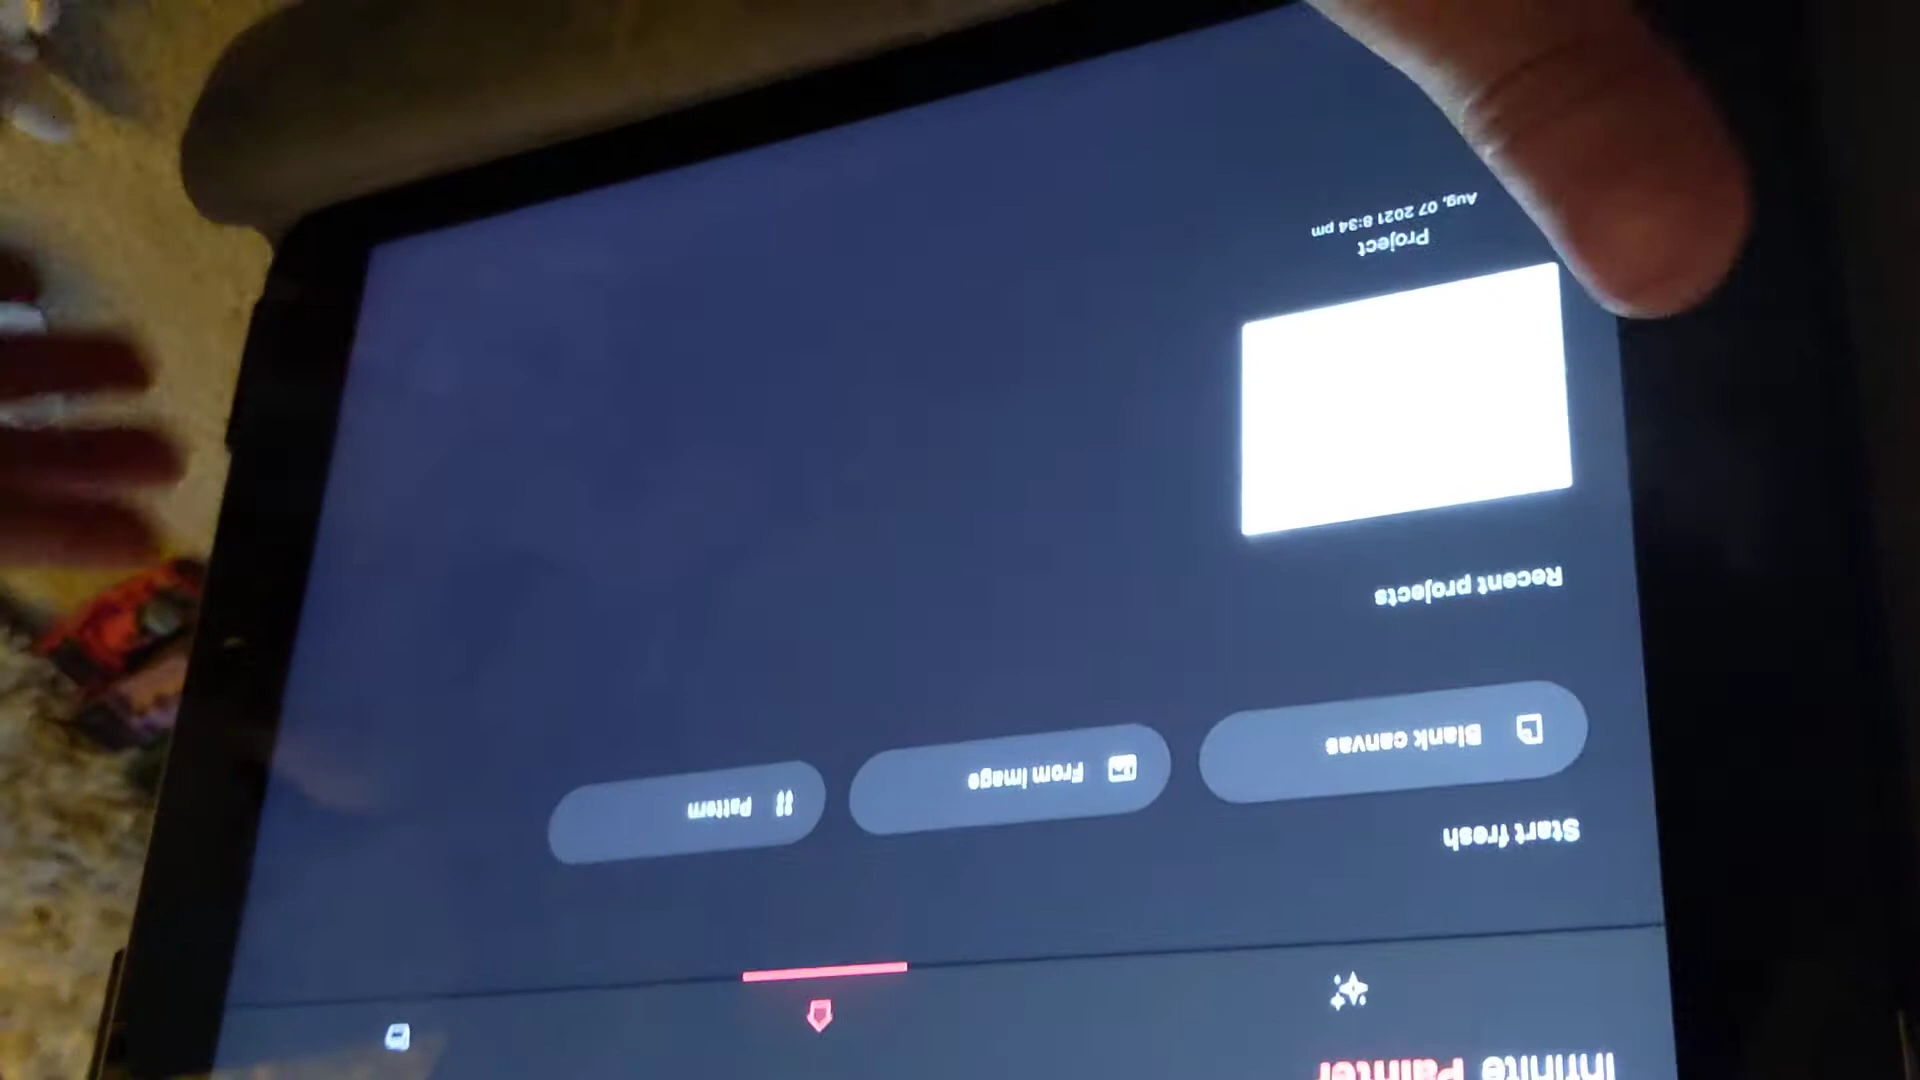 Infinite Painter
Start fresh
Blank canvas
From image
Pattern
Recent projects
Project
Aug, 07 2021 8:34 pm